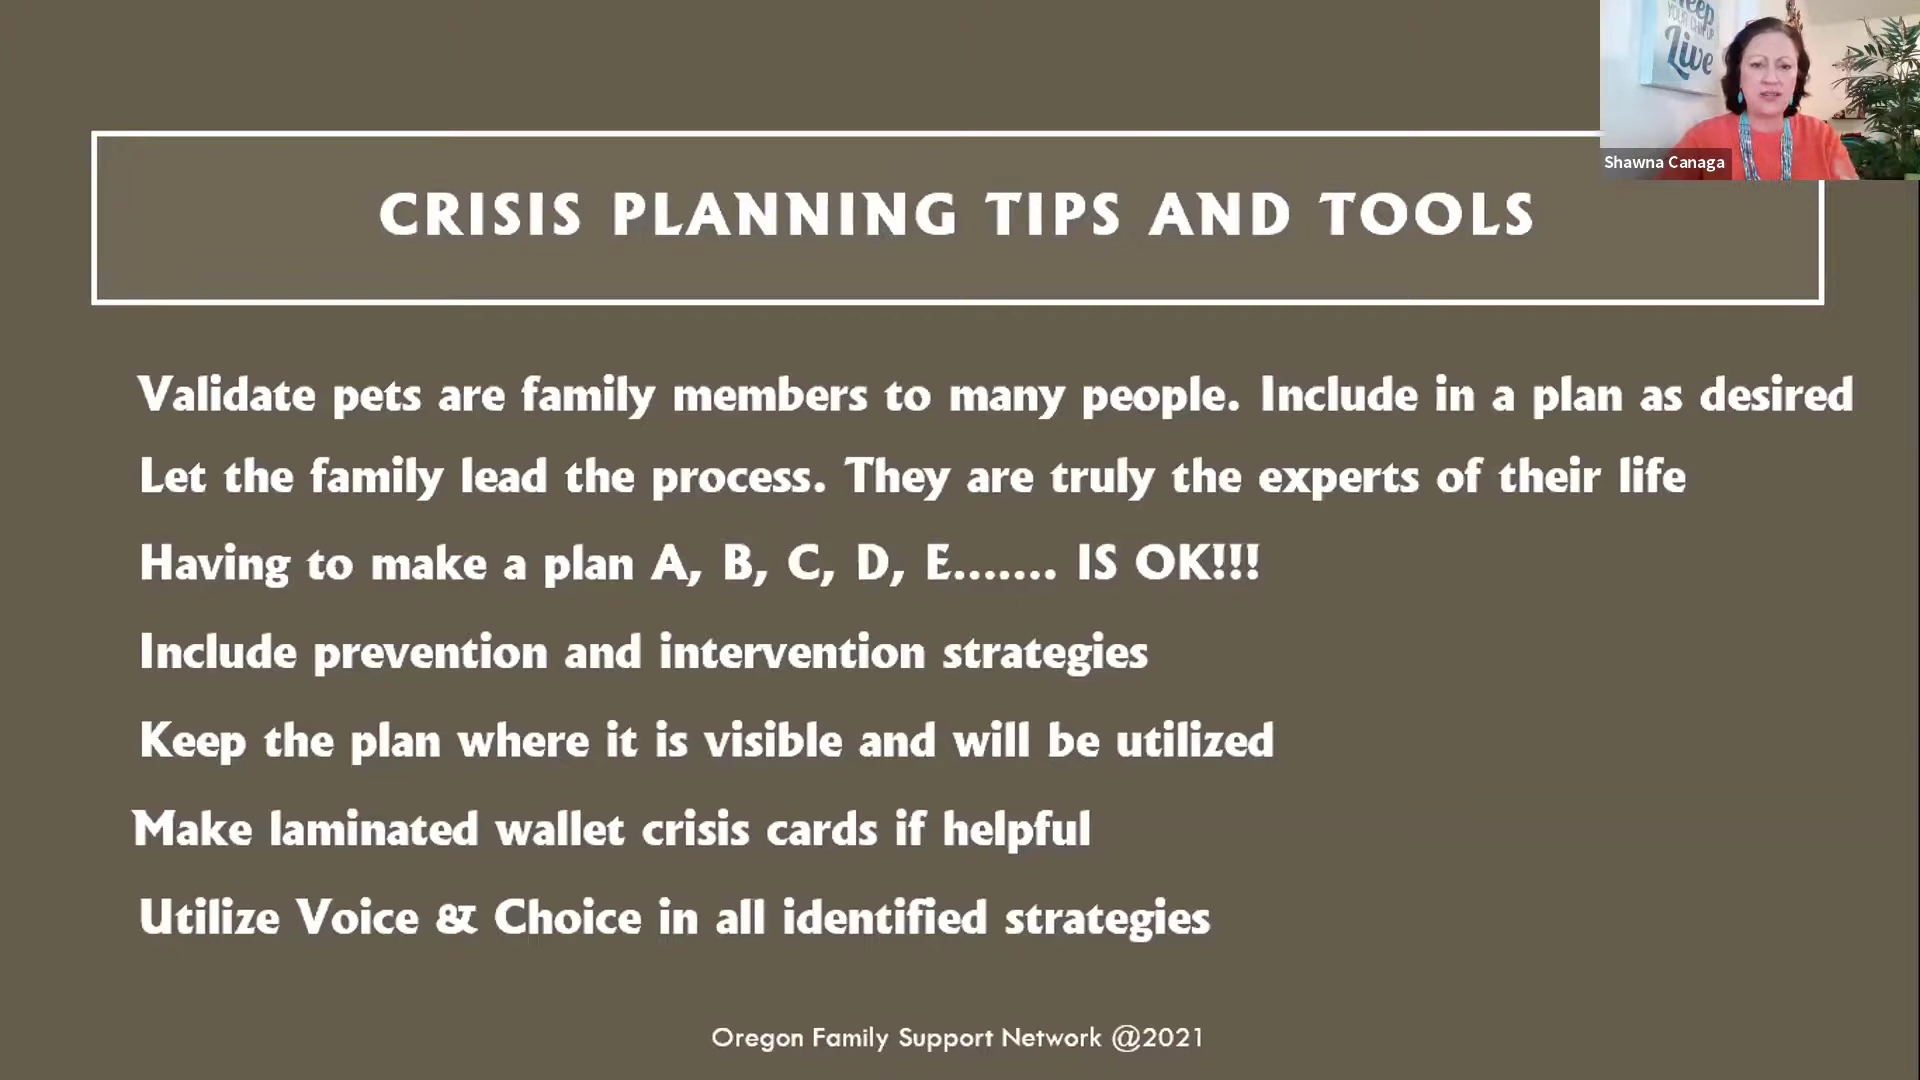 Keep
YOUR CHIN UP
Live
Shawna Canaga
CRISIS PLANNING TIPS AND TOOLS
Validate pets are family members to many people. Include in a plan as desired
Let the family lead the process. They are truly the experts of their life
Having to make a plan A, B, C, D, E....... IS OK!!!
Include prevention and intervention strategies
Keep the plan where it is visible and will be utilized
Make laminated wallet crisis cards if helpful
Utilize Voice & Choice in all identified strategies
Oregon Family Support Network @2021